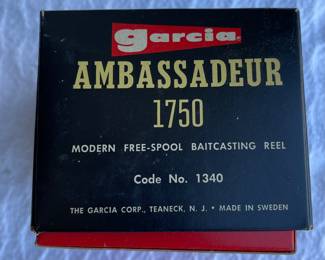 garcia
AMBASSADEUR
1750
MODERN FREE-SPOOL BAITCASTING REEL
Code No. 1340
THE GARCIA CORP., TEANECK, N. J. • MADE IN SWEDEN